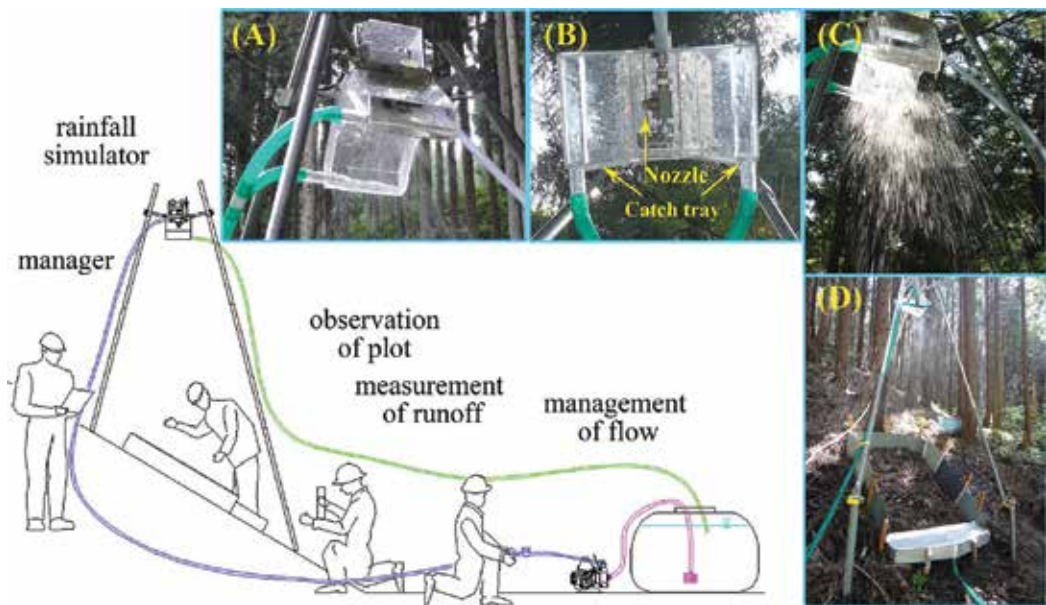 (A)
(B)
Nozzle
Catch tray
(C)
(D)
rainfall
simulator
manager
observation
of plot
measurement
of runoff
management
of flow